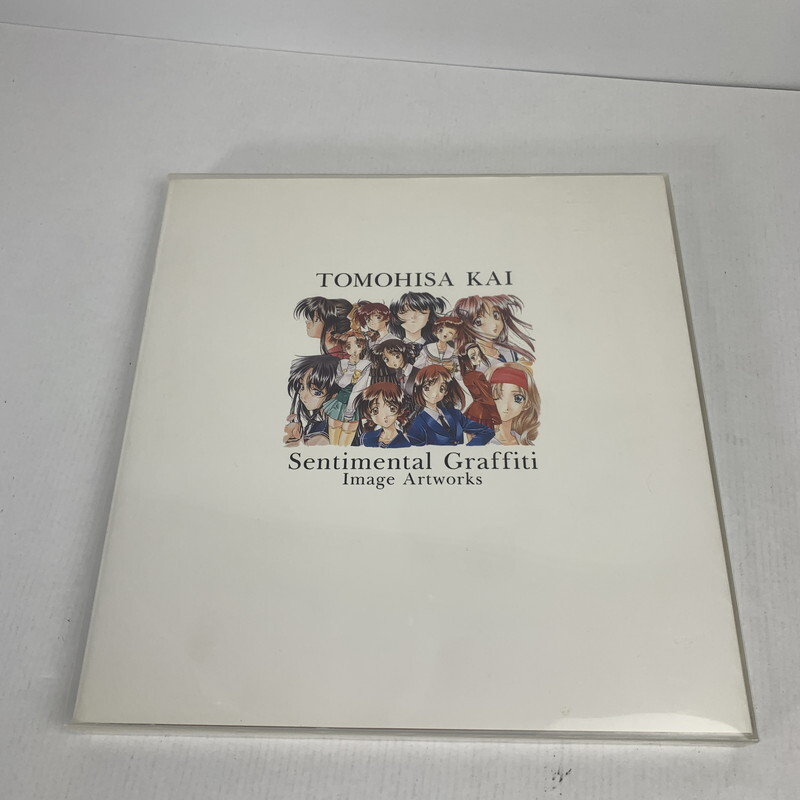 TOMOHISA KAI
Sentimental Graffiti
Image Artworks